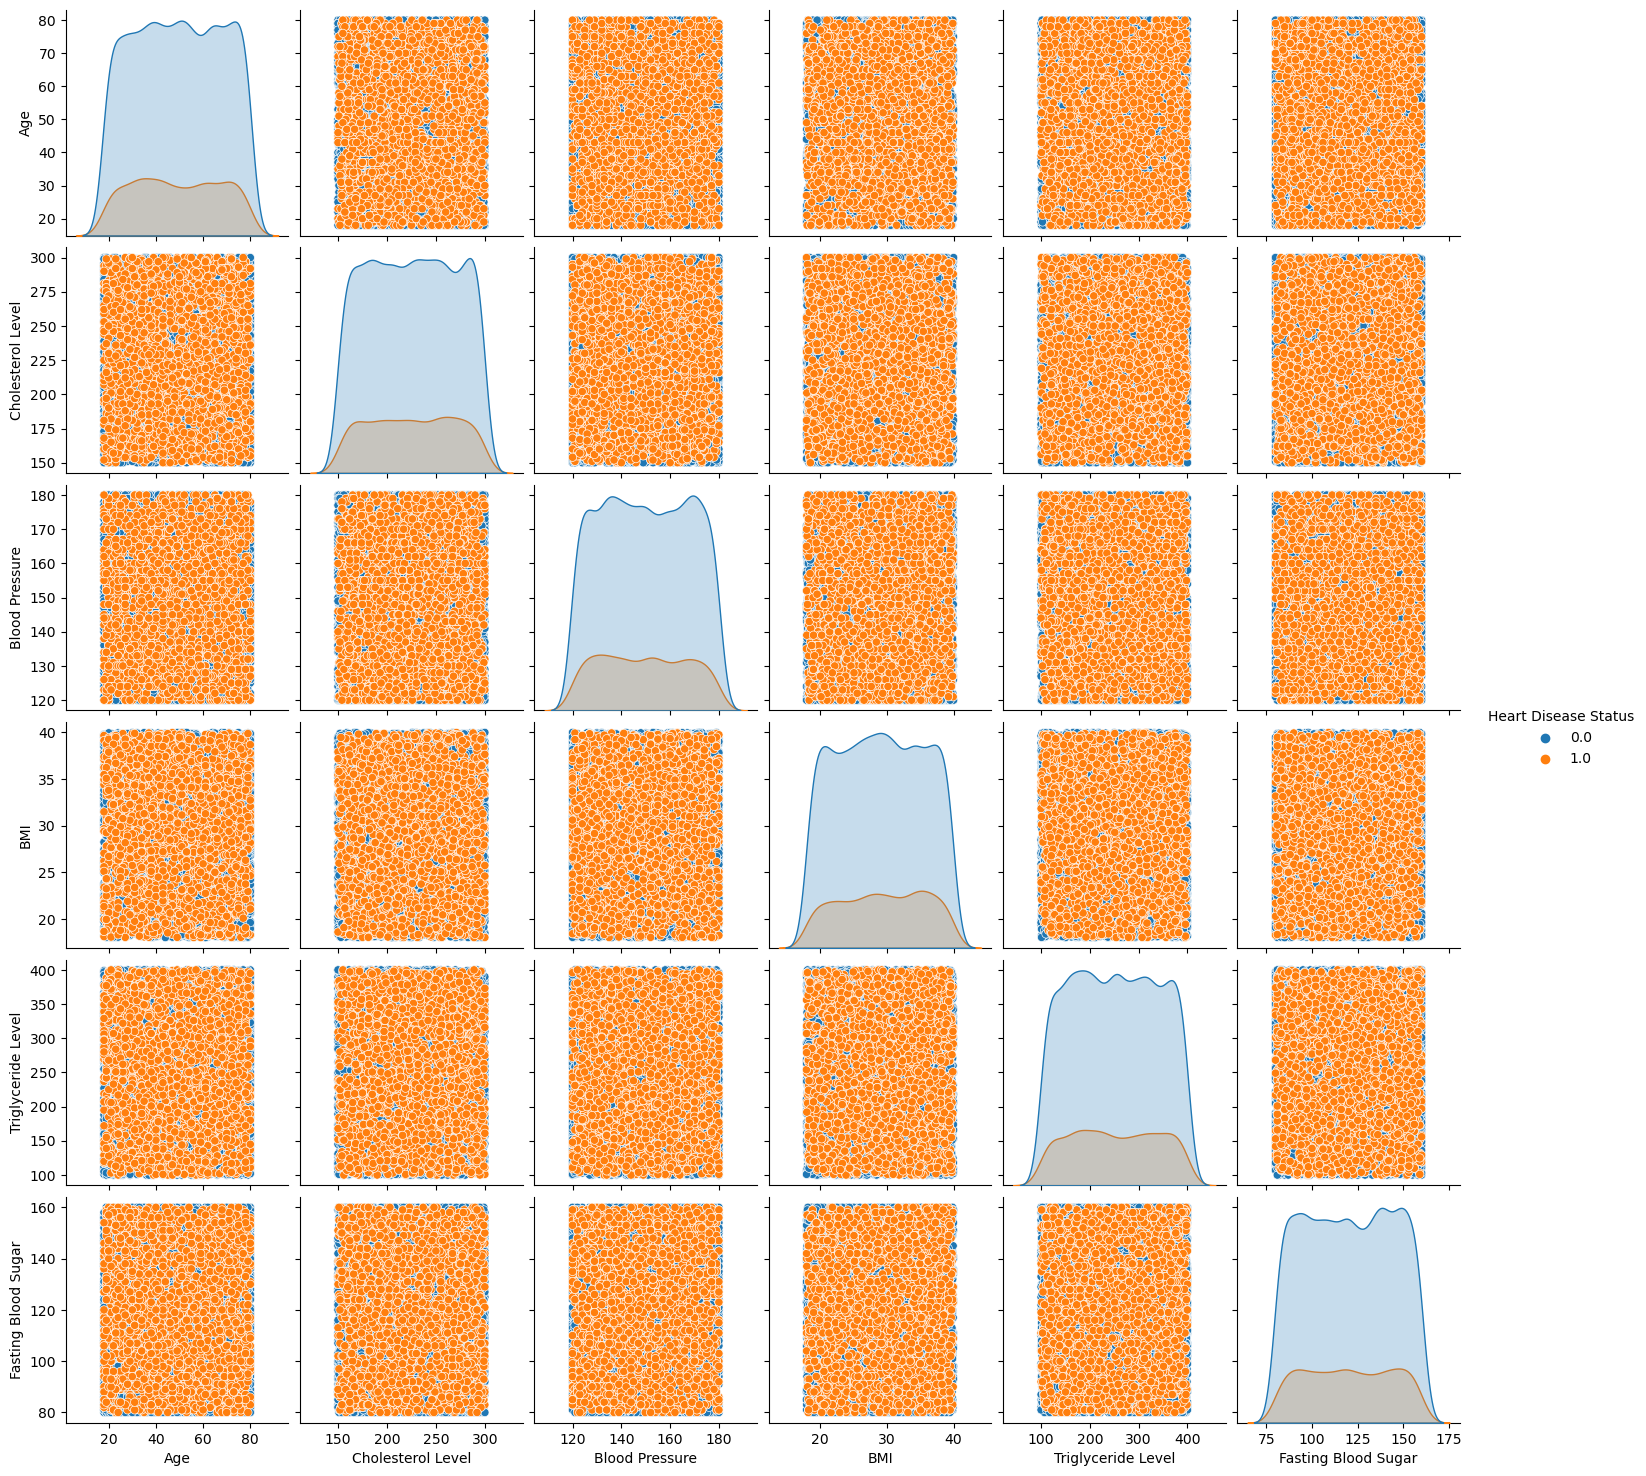 80
70
60
50
40
30
20
Age
300
275
250
225
200
175
150
Cholesterol Level
180
170
160
150
140
130
120
Blood Pressure
Heart Disease Status
0.0
1.0
40
35
30
25
20
BMI
400
350
300
250
200
150
100
Triglyceride Level
160
140
120
100
80
Fasting Blood Sugar
20 40 60 80
150 200 250 300
120 140 160 180
20 30 40
100 200 300 400
75 100 125 150 175
Age
Cholesterol Level
Blood Pressure
BMI
Triglyceride Level
Fasting Blood Sugar